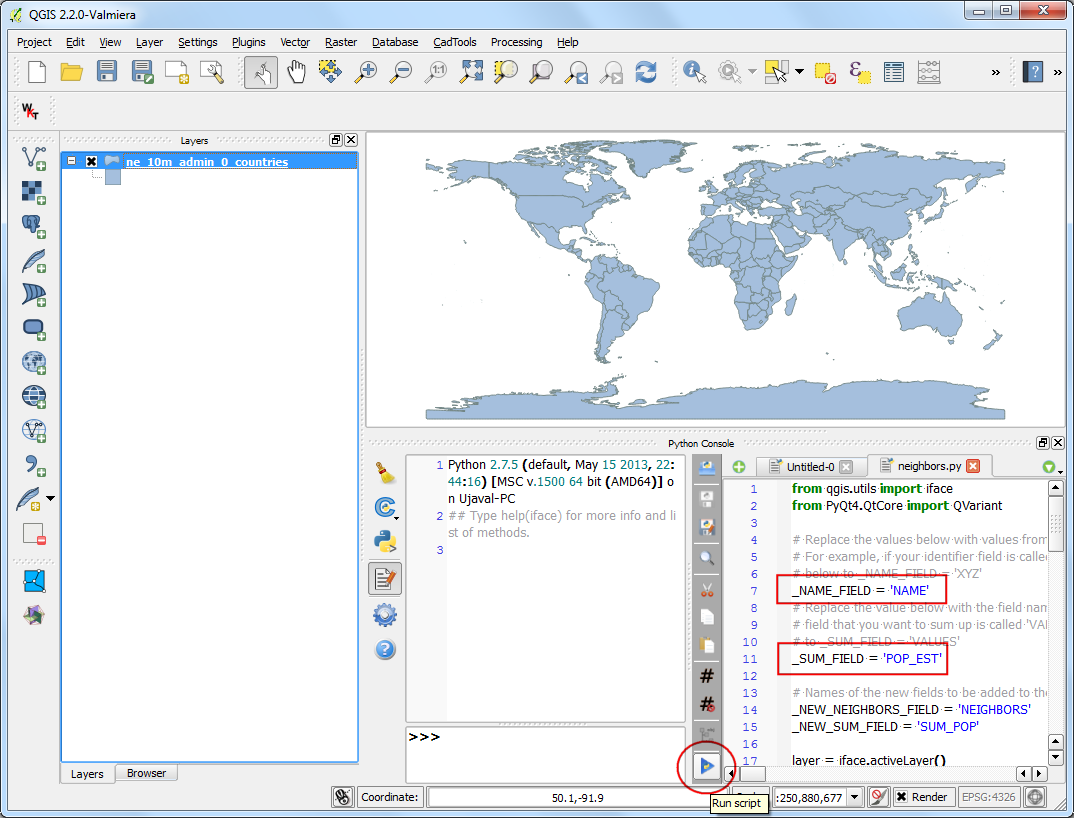 QGIS 2.2.0-Valmiera
Project Edit View Layer Settings Plugins Vector Raster Database CadTools Processing Help
1:1
ε
»
?
»
WKT
Layers
ne_10m_admin_0_countries
Python Console
1 Python 2.7.5 (default, May 15 2013, 22:
44:16) [MSC v.1500 64 bit (AMD64)] o
n Ujaval-PC
2 ## Type help(iface) for more info and li
st of methods.
3
>>>
#
#
Untitled-0
neighbors.py
1 from qgis.utils import iface
2 from PyQt4.QtCore import QVariant
3
4 # Replace the values below with values from
5 # For example, if your identifier field is called
6 # below to _NAME_FIELD = 'XYZ'
7 _NAME_FIELD = 'NAME'
8 # Replace the value below with the field nam
9 # field that you want to sum up is called 'VAL
10 # to _SUM_FIELD = 'VALUES'
11 _SUM_FIELD = 'POP_EST'
12
13 # Names of the new fields to be added to the
14 _NEW_NEIGHBORS_FIELD = 'NEIGHBORS'
15 _NEW_SUM_FIELD = 'SUM_POP'
16
17 layer = iface.activeLayer()
Layers
Browser
Run script
Coordinate:
50.1,-91.9
:250,880,677
Render
EPSG:4326